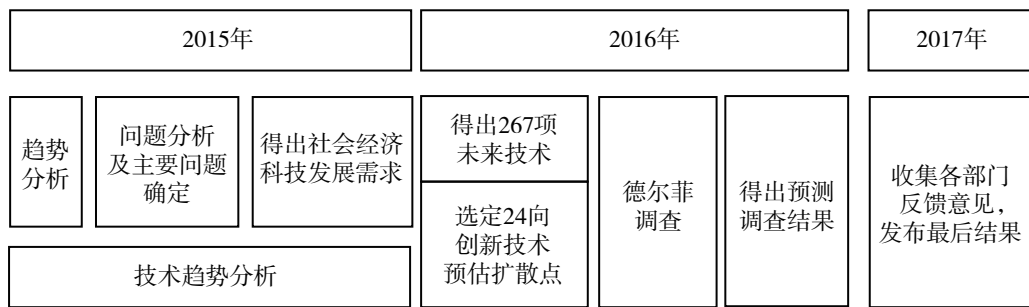 2015年
2016年
2017年
趋势
分析
问题分析
及主要问题
确定
得出社会经济
科技发展需求
技术趋势分析
得出267项
未来技术
选定24向
创新技术
预估扩散点
德尔菲
调查
得出预测
调查结果
收集各部门
反馈意见，
发布最后结果